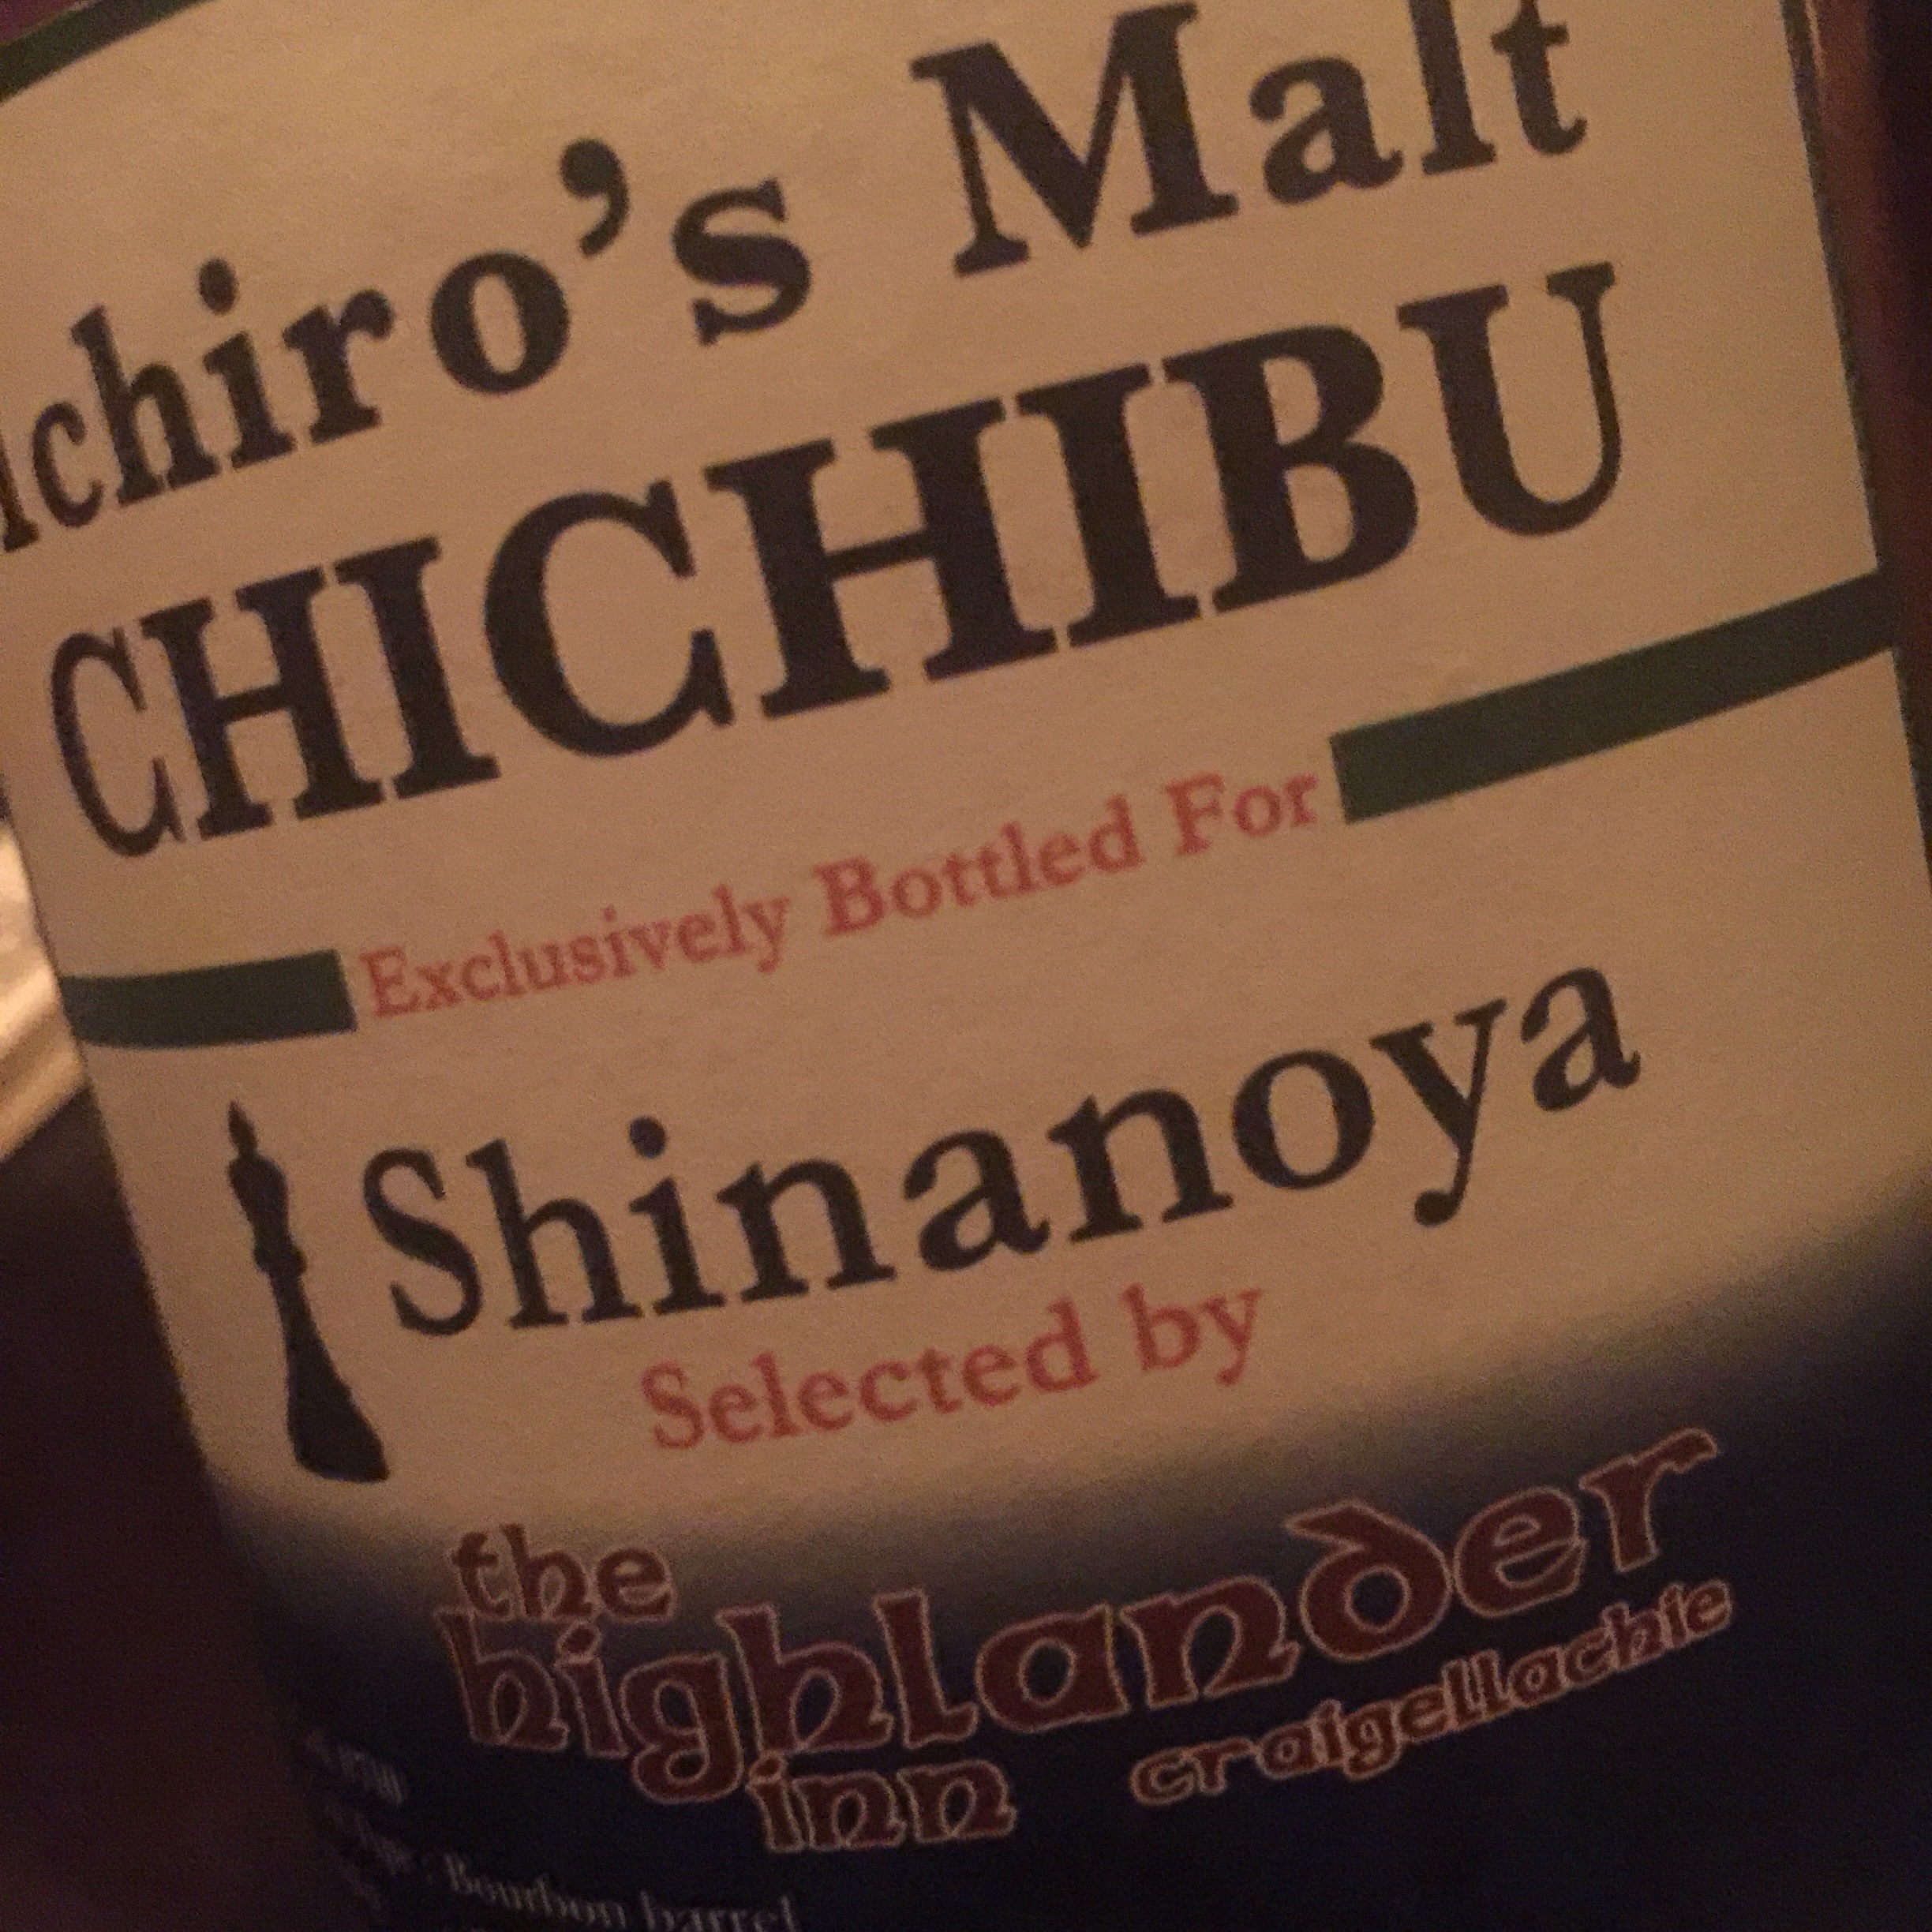 Ichiro's Malt
CHICHIBU
Exclusively Bottled For
Shinanoya
Selected by
the
highlander
inn craigellachie
Bourbon barrel